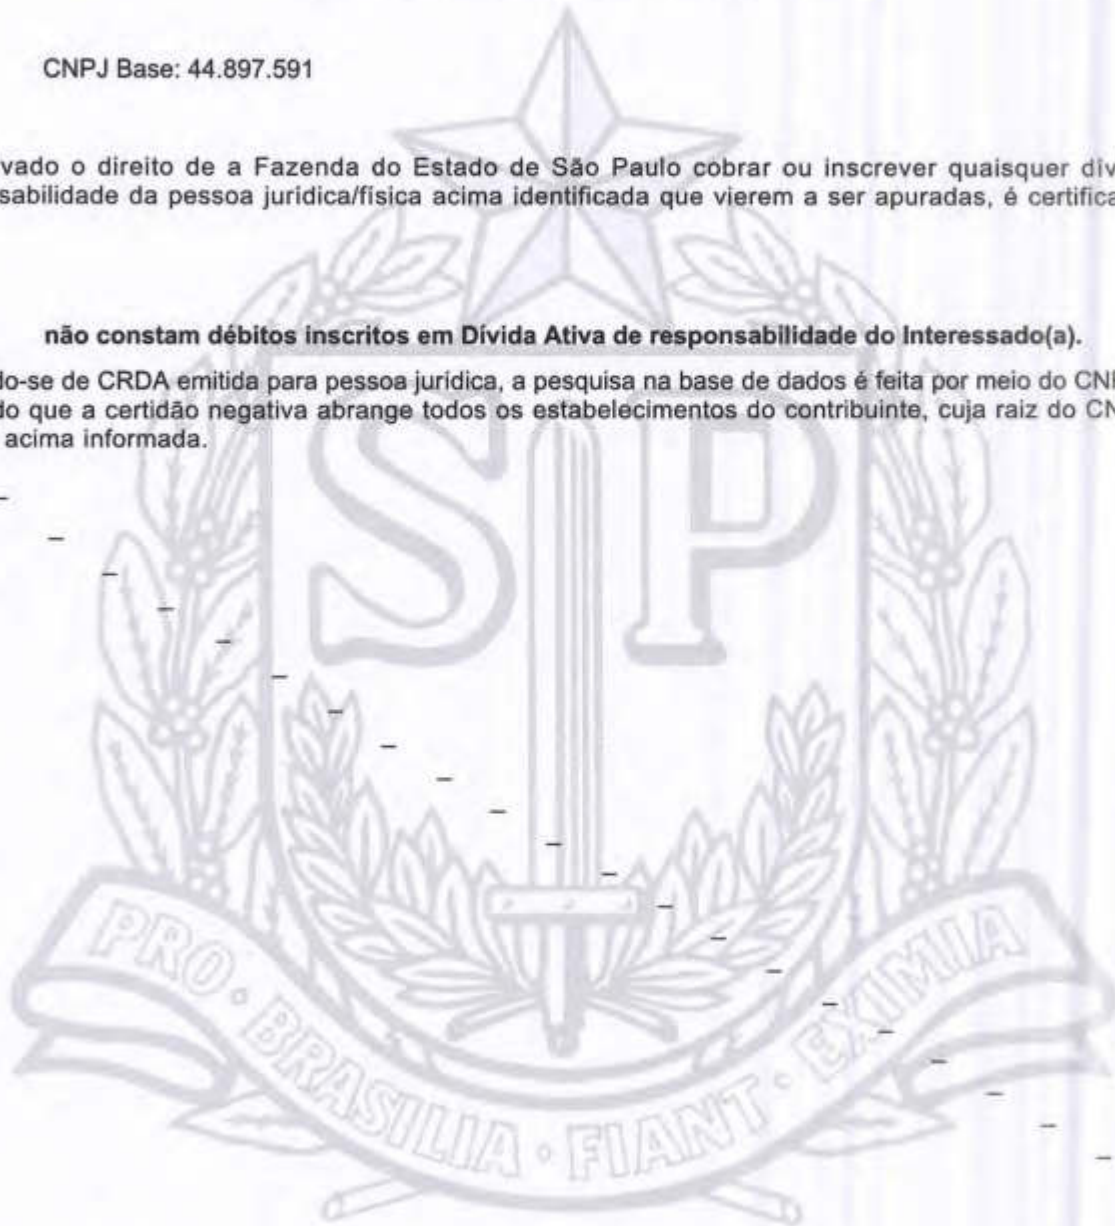 CNPJ Base: 44.897.591
vado o direito de a Fazenda do Estado de São Paulo cobrar ou inscrever quaisquer dív
sabilidade da pessoa jurídica/física acima identificada que vierem a ser apuradas, é certifica
não constam débitos inscritos em Dívida Ativa de responsabilidade do Interessado(a).
do-se de CRDA emitida para pessoa jurídica, a pesquisa na base de dados é feita por meio do CN
do que a certidão negativa abrange todos os estabelecimentos do contribuinte, cuja raiz do CN
acima informada.
SP
PRO · BRASILIA · FIANT · EXIMIA